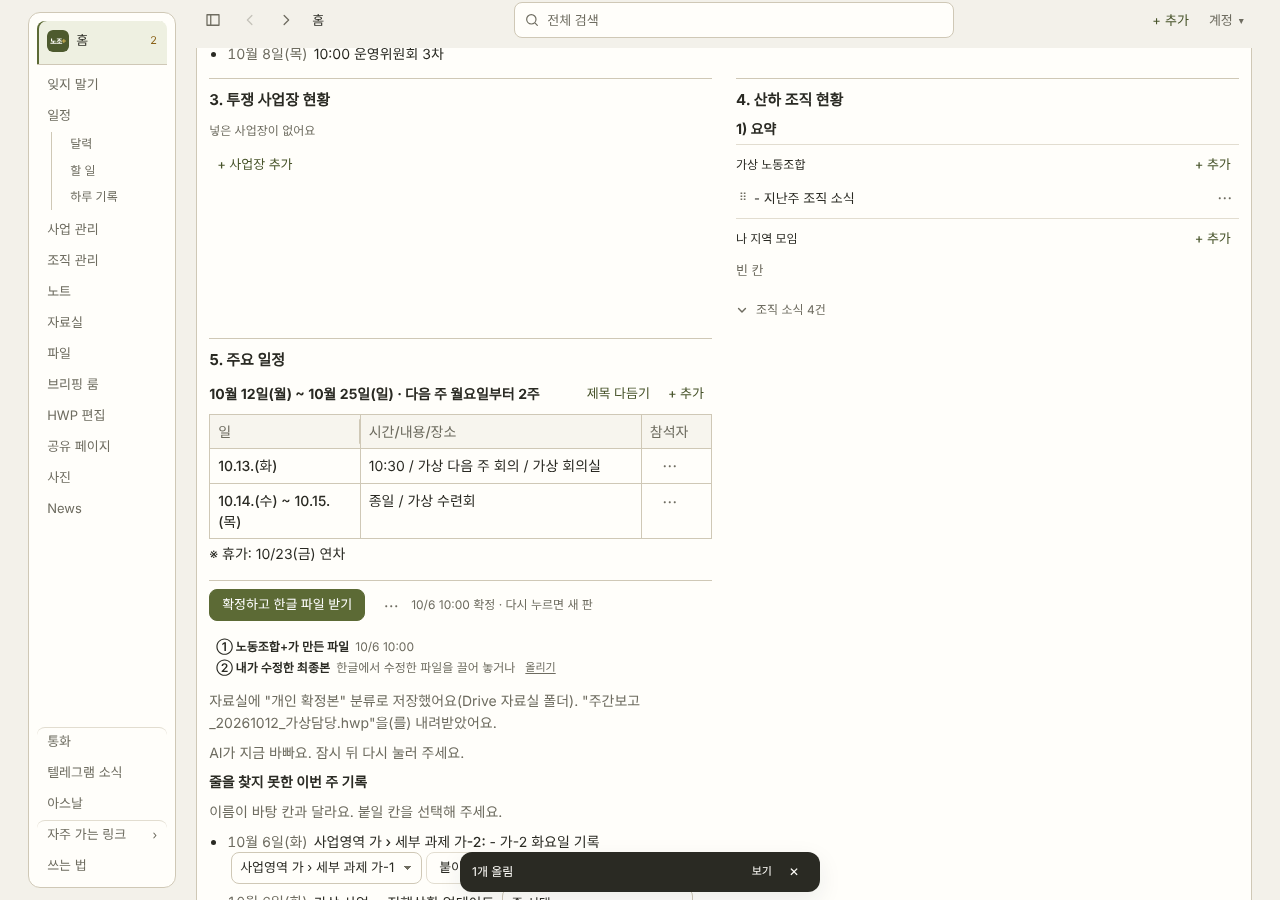 노조+ 홈 2
잊지 말기
일정
달력
할 일
하루 기록
사업 관리
조직 관리
노트
자료실
파일
브리핑 룸
HWP 편집
공유 페이지
사진
News
통화
텔레그램 소식
아스날
자주 가는 링크 ›
쓰는 법
홈
전체 검색
+ 추가
계정 ▾
10월 8일(목) 10:00 운영위원회 3차
3. 투쟁 사업장 현황
넣은 사업장이 없어요
+ 사업장 추가
4. 산하 조직 현황
1) 요약
가상 노동조합 + 추가
- 지난주 조직 소식 ···
나 지역 모임 + 추가
빈 칸
조직 소식 4건
5. 주요 일정
10월 12일(월) ~ 10월 25일(일) · 다음 주 월요일부터 2주 제목 다듬기 + 추가
일 시간/내용/장소 참석자
10.13.(화) 10:30 / 가상 다음 주 회의 / 가상 회의실 ···
10.14.(수) ~ 10.15. 종일 / 가상 수련회 ···
(목)
※ 휴가: 10/23(금) 연차
확정하고 한글 파일 받기 ··· 10/6 10:00 확정 · 다시 누르면 새 판
① 노동조합+가 만든 파일 10/6 10:00
② 내가 수정한 최종본 한글에서 수정한 파일을 끌어 놓거나 올리기
자료실에 "개인 확정본" 분류로 저장했어요(Drive 자료실 폴더). "주간보고
_20261012_가상담당.hwp"을(를) 내려받았어요.
AI가 지금 바빠요. 잠시 뒤 다시 눌러 주세요.
줄을 찾지 못한 이번 주 기록
이름이 바탕 칸과 달라요. 붙일 칸을 선택해 주세요.
10월 6일(화) 사업영역 가 › 세부 과제 가-2: - 가-2 화요일 기록
사업영역 가 › 세부 과제 가-1
1개 올림 보기 ✕
10월 6일(화)